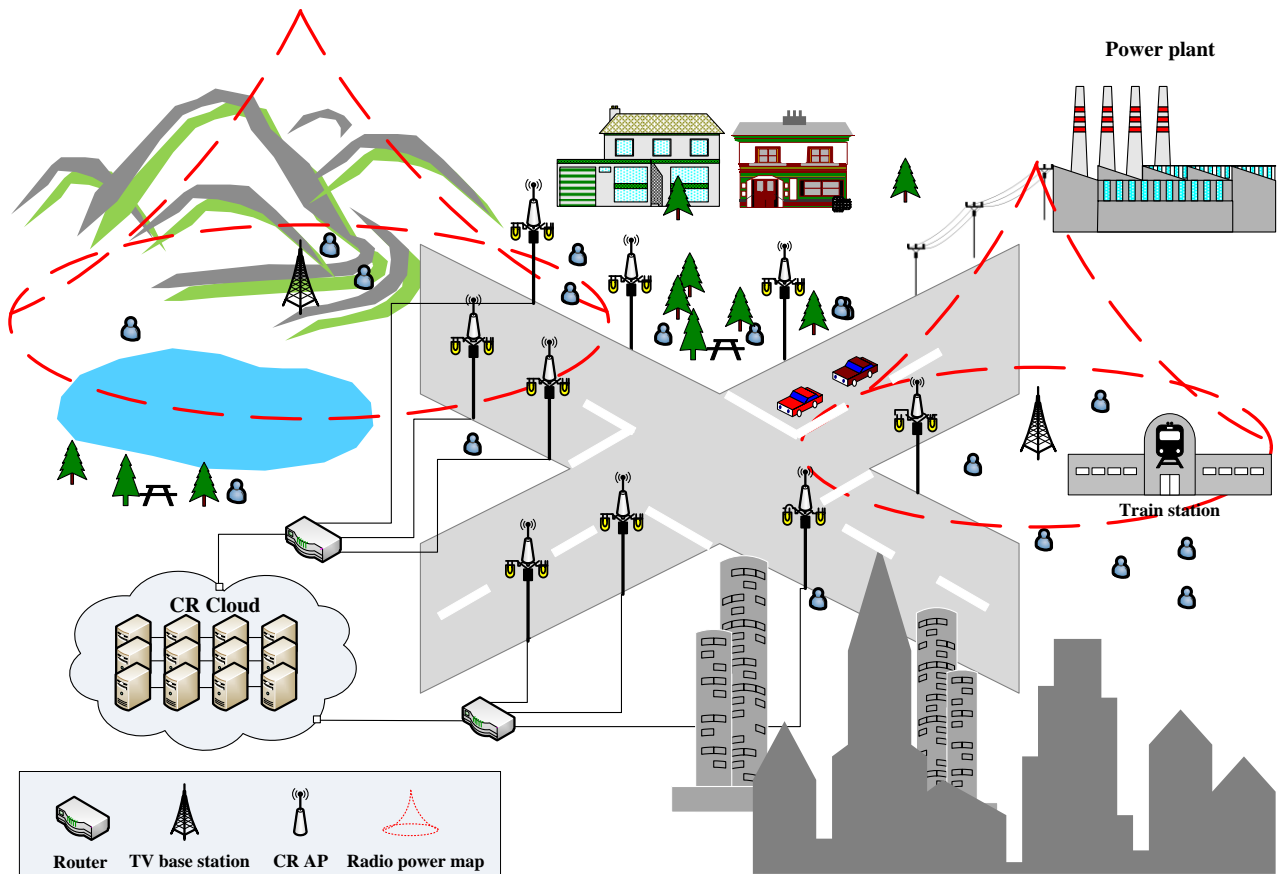 Power plant
Train station
CR Cloud
Router
TV base station
CR AP
Radio power map